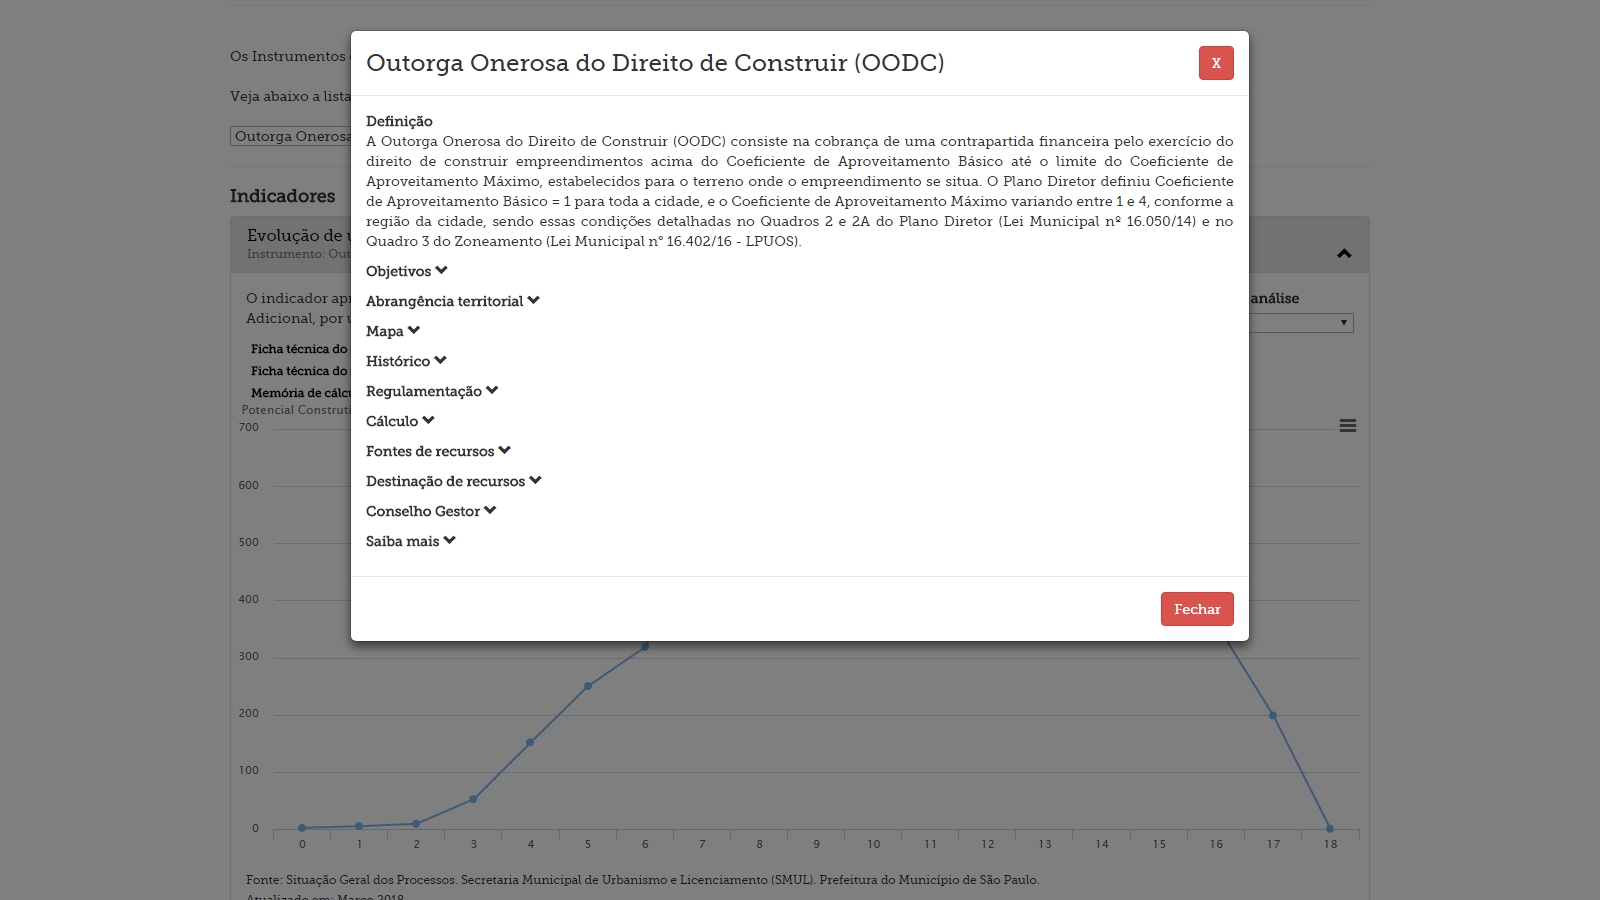 Os Instrumentos
Veja abaixo a lista
Outorga Onerosa
Indicadores
Evolução de
Instrumento: Out
O indicador
Adicional, por
Ficha técnica do
Ficha técnica do
Memória de
Potencial
análise
Outorga Onerosa do Direito de Construir (OODC)
X
Definição
A Outorga Onerosa do Direito de Construir (OODC) consiste na cobrança de uma contrapartida financeira pelo exercício do
direito de construir empreendimentos acima do Coeficiente de Aproveitamento Básico até o limite do Coeficiente de
Aproveitamento Máximo, estabelecidos para o terreno onde o empreendimento se situa. O Plano Diretor definiu Coeficiente
de Aproveitamento Básico = 1 para toda a cidade, e o Coeficiente de Aproveitamento Máximo variando entre 1 e 4, conforme a
região da cidade, sendo essas condições detalhadas no Quadros 2 e 2A do Plano Diretor (Lei Municipal nº 16.050/14) e no
Quadro 3 do Zoneamento (Lei Municipal n° 16.402/16 - LPUOS).
Objetivos
Abrangência territorial
Mapa
Histórico
Regulamentação
Cálculo
Fontes de recursos
Destinação de recursos
Conselho Gestor
Saiba mais
Fechar
700
600
500
400
300
200
100
0
0 1 2 3 4 5 6 7 8 9 10 11 12 13 14 15 16 17 18
Fonte: Situação Geral dos Processos. Secretaria Municipal de Urbanismo e Licenciamento (SMUL). Prefeitura do Município de São Paulo.
Atualizado em: Março 2018